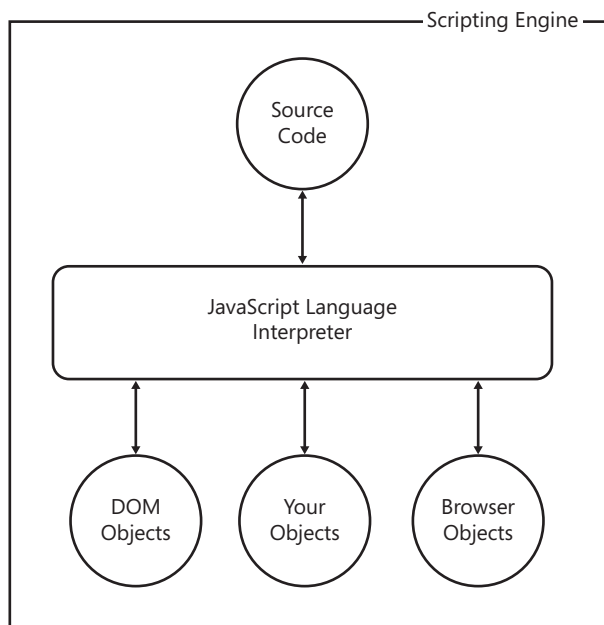 Scripting Engine
Source
Code
JavaScript Language
Interpreter
DOM
Objects
Your
Objects
Browser
Objects